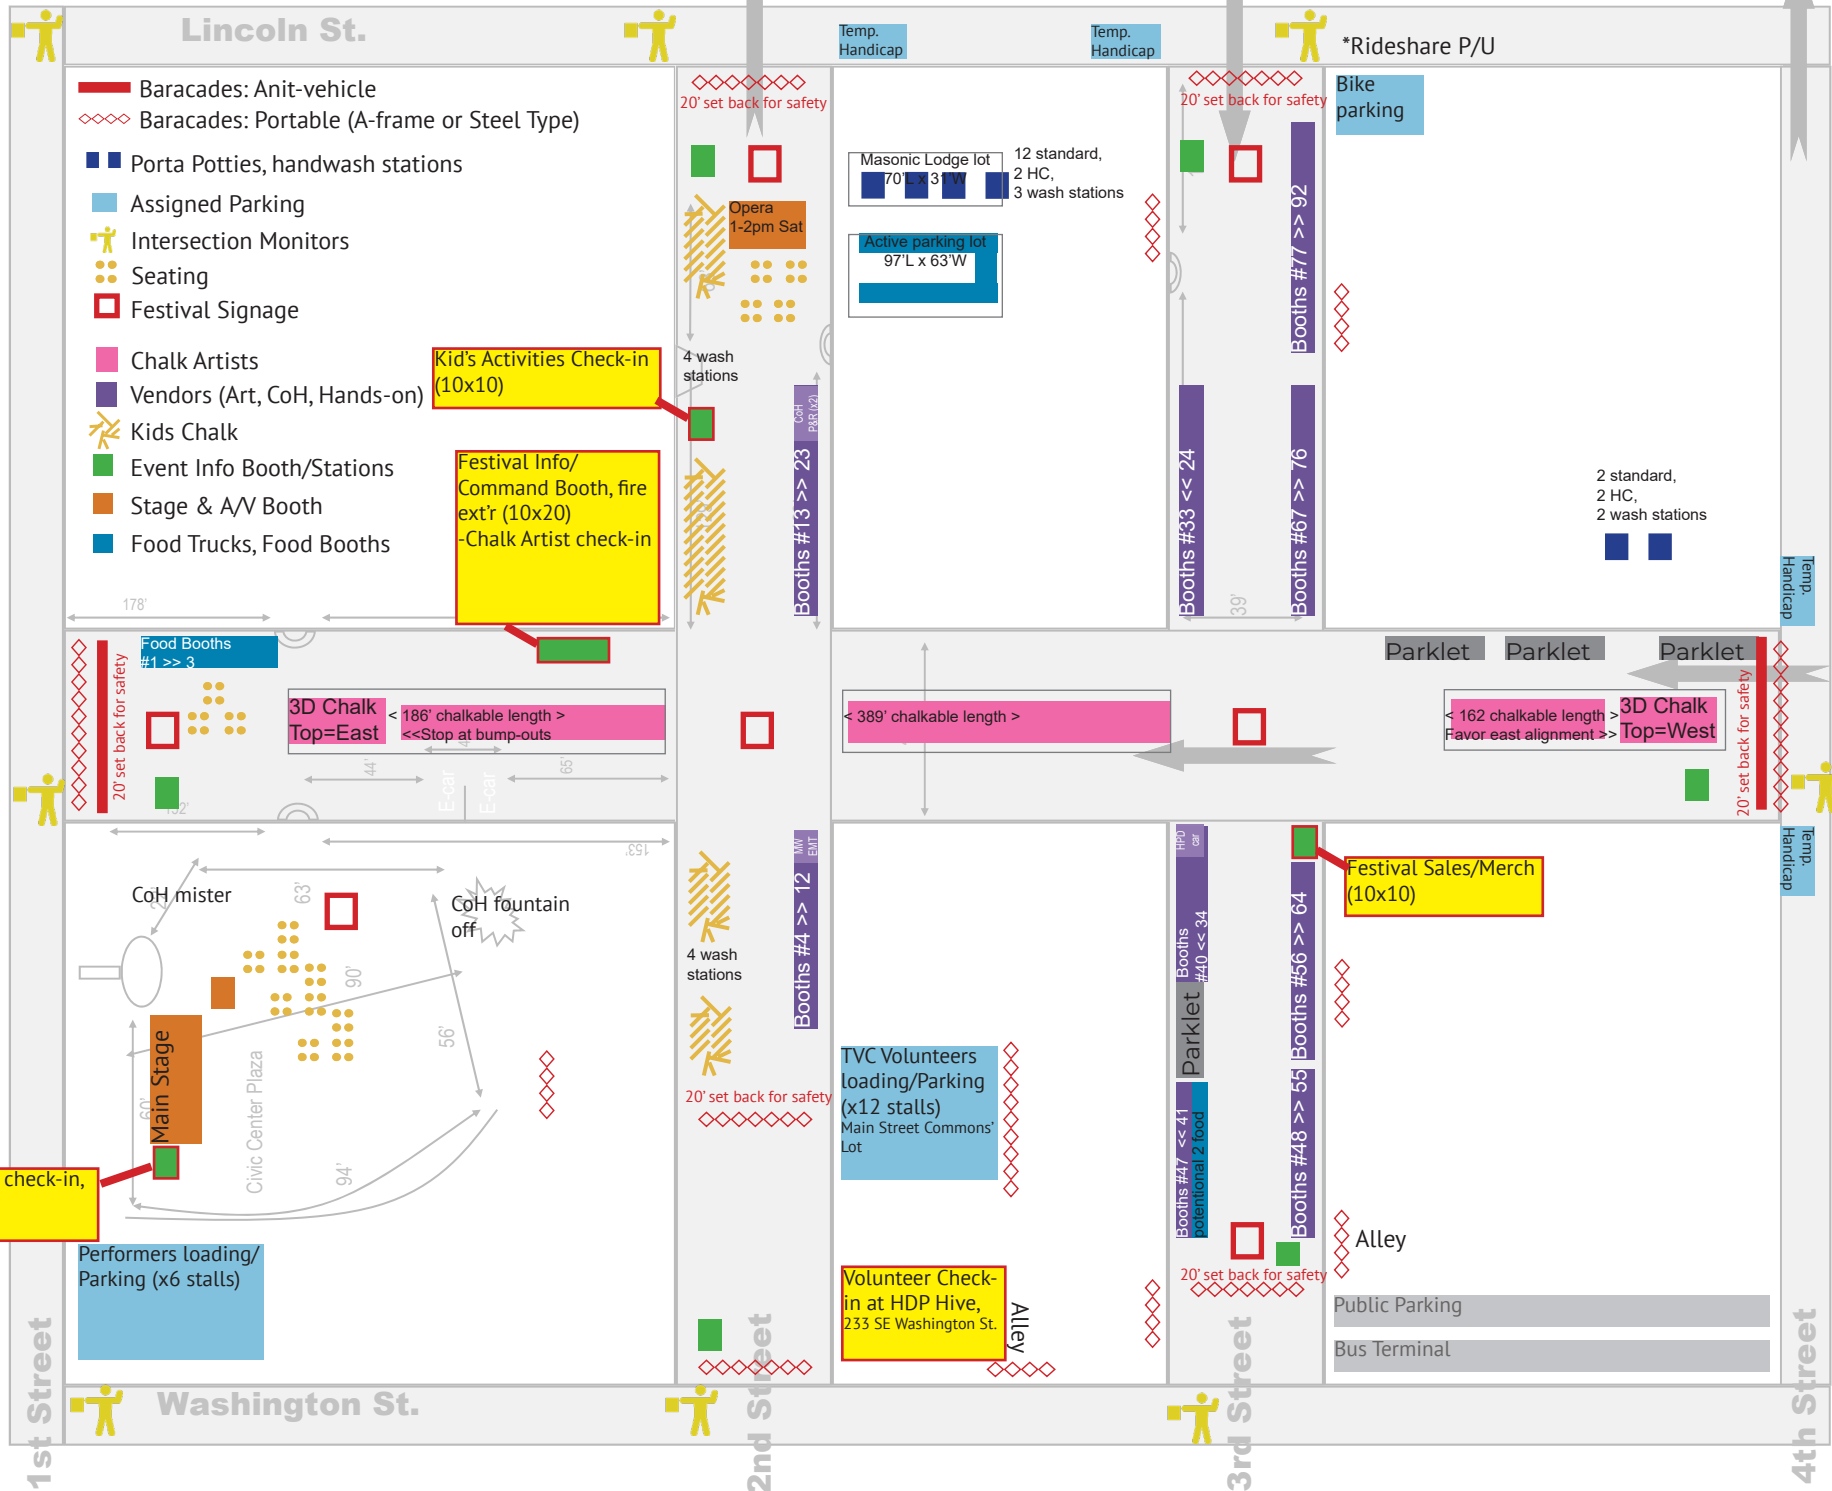 Lincoln St.
Temp.
Handicap
Temp.
Handicap
*Rideshare P/U
Baracades: Anit-vehicle
Baracades: Portable (A-frame or Steel Type)
Porta Potties, handwash stations
Assigned Parking
Intersection Monitors
Seating
Festival Signage
Chalk Artists
Vendors (Art, CoH, Hands-on)
Kids Chalk
Event Info Booth/Stations
Stage & A/V Booth
Food Trucks, Food Booths
20' set back for safety
Opera
1-2pm Sat
Masonic Lodge lot
70'L x 31'W
12 standard,
2 HC,
3 wash stations
Active parking lot
97'L x 63'W
20' set back for safety
Bike
parking
Booths #77 >> 92
Kid's Activities Check-in
(10x10)
4 wash
stations
CoH
P&R (x2)
Booths #13 >> 23
Booths #33 << 24
Booths #67 >> 76
Festival Info/
Command Booth, fire
ext'r (10x20)
-Chalk Artist check-in
2 standard,
2 HC,
2 wash stations
Temp.
Handicap
178'
39'
Food Booths
#1 >> 3
20' set back for safety
3D Chalk
Top=East
< 186' chalkable length >
<<Stop at bump-outs
44'
E-car
E-car
65'
< 389' chalkable length >
Parklet
Parklet
Parklet
< 162 chalkable length >
Favor east alignment >>
3D Chalk
Top=West
20' set back for safety
153'
CoH mister
63'
CoH fountain
off
90'
56'
60'
Main Stage
Civic Center Plaza
94'
check-in,
Performers loading/
Parking (x6 stalls)
MW
EMT
Booths #4 >> 12
4 wash
stations
20' set back for safety
TVC Volunteers
loading/Parking
(x12 stalls)
Main Street Commons'
Lot
Volunteer Check-
in at HDP Hive,
233 SE Washington St.
Alley
HPD
car
Booths
#40 << 34
Parklet
Booths #47 << 41
potential 2 food
Booths #56 >> 64
Booths #48 >> 55
Festival Sales/Merch
(10x10)
Temp.
Handicap
20' set back for safety
Alley
Public Parking
Bus Terminal
Washington St.
1st Street
2nd Street
3rd Street
4th Street